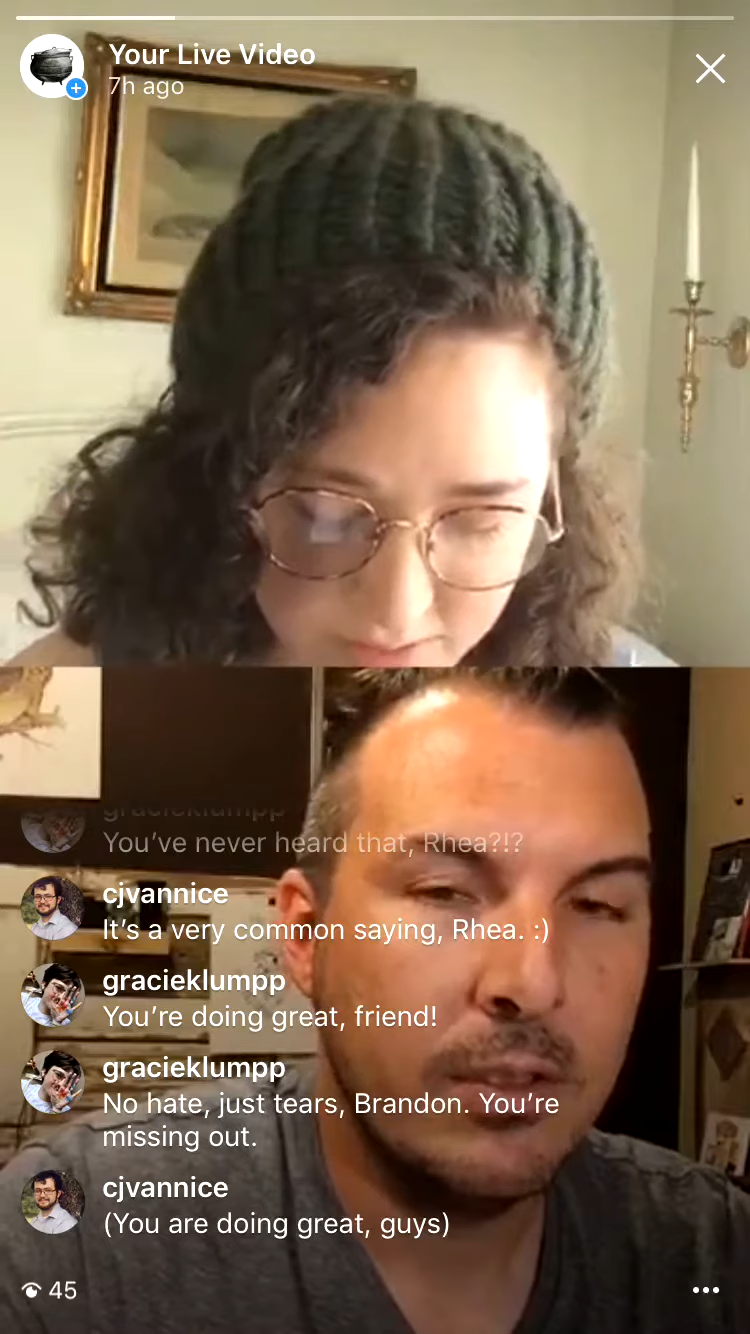 Your Live Video
7h ago
gracieklumpp
You've never heard that, Rhea?!?
cjvannice
It's a very common saying, Rhea. :)
gracieklumpp
You're doing great, friend!
gracieklumpp
No hate, just tears, Brandon. You're
missing out.
cjvannice
(You are doing great, guys)
45